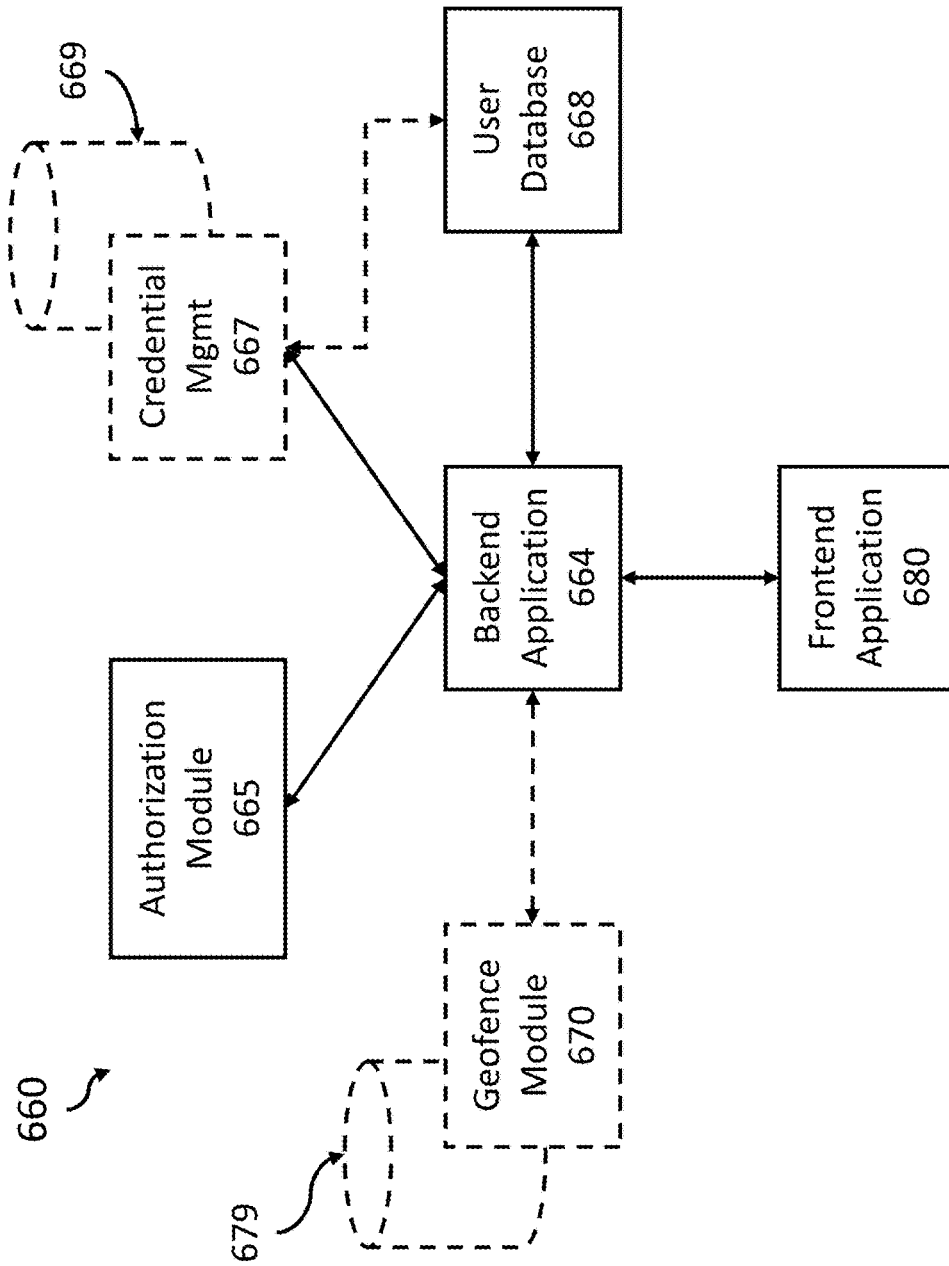 660
Authorization
Module
665
Credential
Mgmt
667
669
679
Geofence
Module
670
Backend
Application
664
User
Database
668
Frontend
Application
680